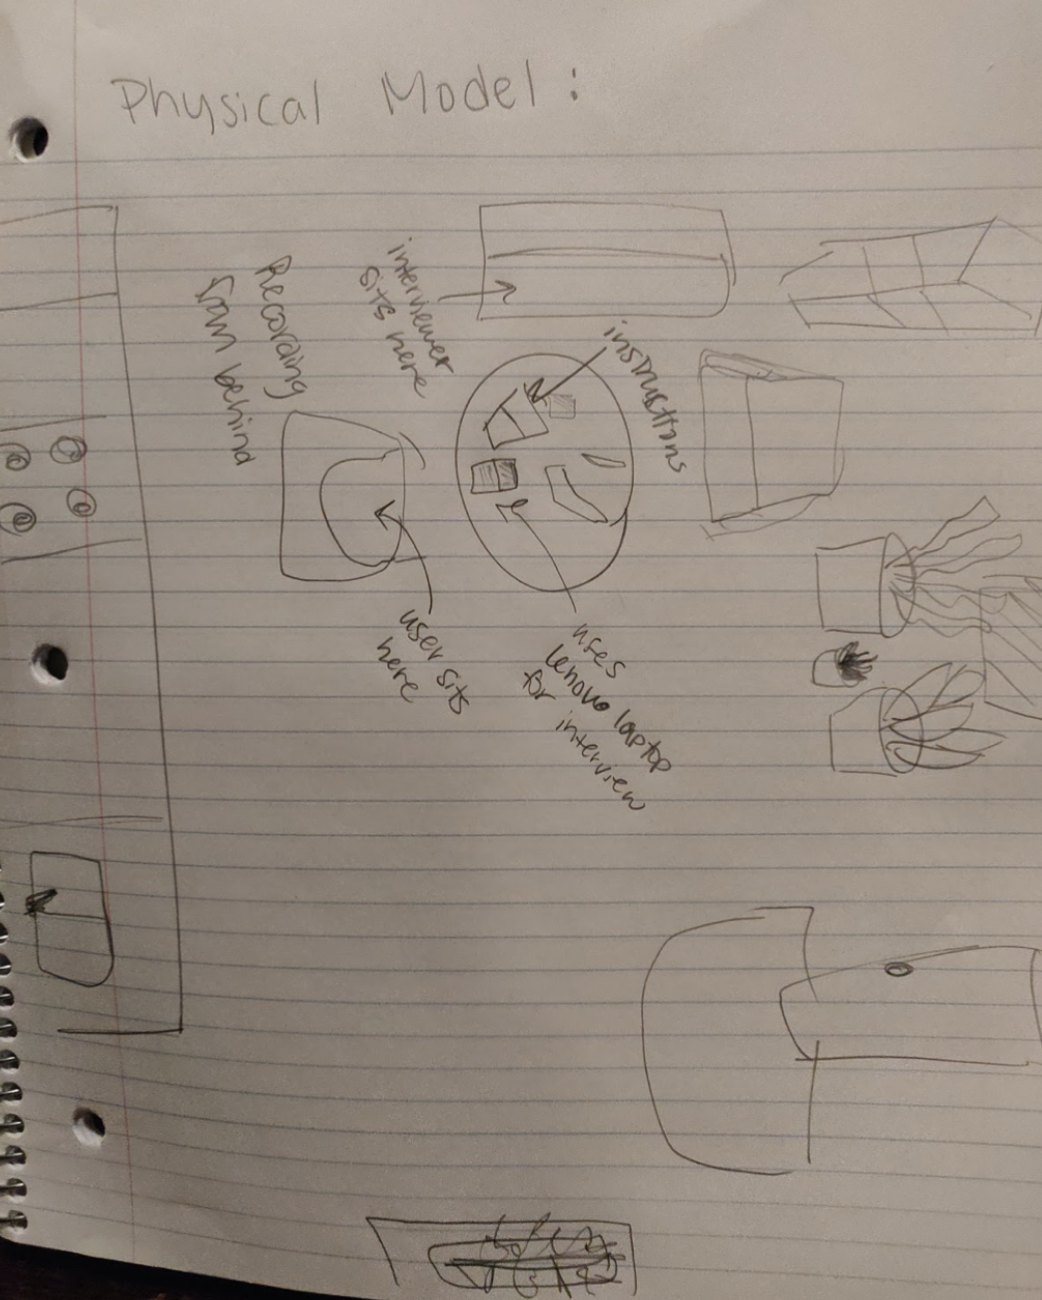 Physical Model:
interviewer
sits here
Recording
from behind
instructions
user sits
here
uses
lenovo laptop
for interview